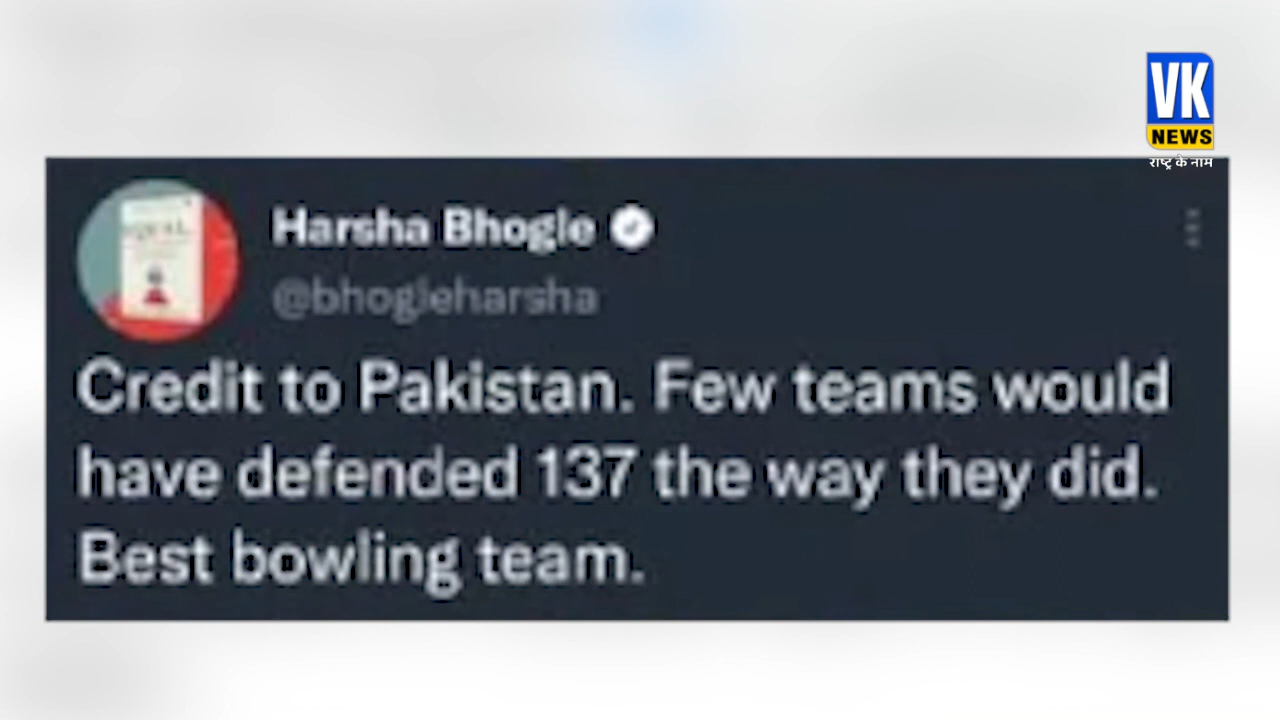 VK
NEWS
राष्ट्र के नाम
Harsha Bhogle
@bhogleharsha
Credit to Pakistan. Few teams would
have defended 137 the way they did.
Best bowling team.